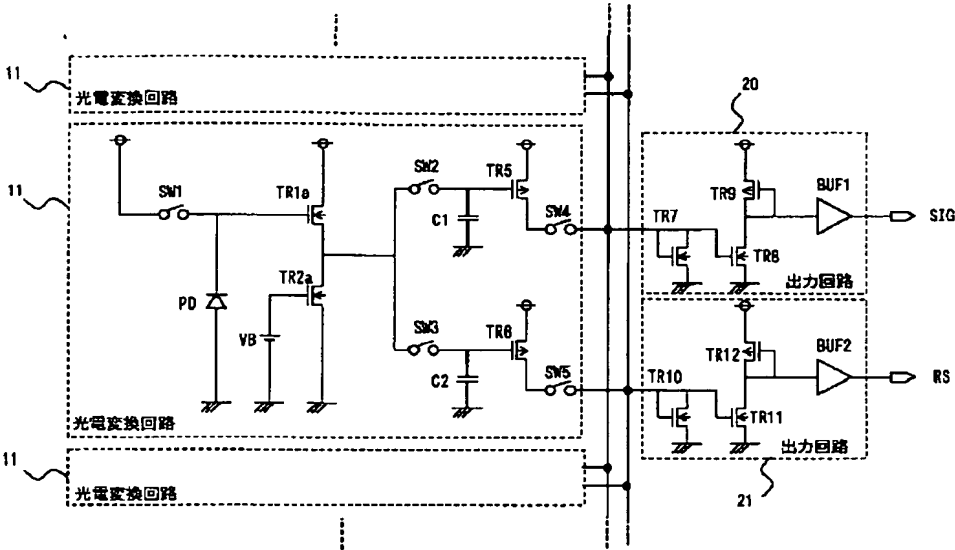 11
光電変換回路
20
11
SW1
TR1a
SW2
TR5
C1
SW4
TR7
TR9
BUF1
SIG
TR8
出力回路
PD
TR2a
VB
SW3
TR6
C2
SW5
TR10
TR12
BUF2
RS
TR11
出力回路
光電変換回路
11
光電変換回路
21